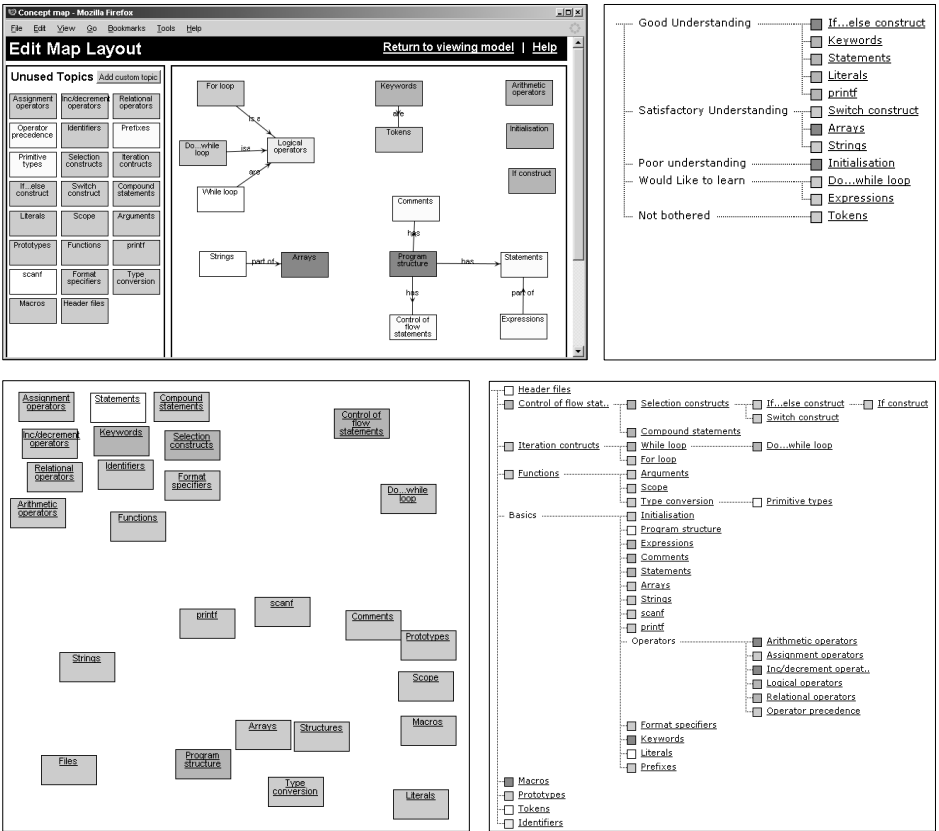 Concept map - Mozilla Firefox
File Edit View Go Bookmarks Tools Help
Edit Map Layout
Return to viewing model | Help
Unused Topics Add custom topic
Assignment operators
Inc/decrement operators
Relational operators
Operator precedence
Identifiers
Prefixes
Primitive types
Selection constructs
Iteration contructs
If...else construct
Switch construct
Compound statements
Literals
Scope
Arguments
Prototypes
Functions
printf
scanf
Format specifiers
Type conversion
Macros
Header files
For loop
is a
Do...while loop
isa
Logical operators
are
While loop
Keywords
are
Tokens
Arithmetic operators
Initialisation
If construct
Comments
has
Strings
part of
Arrays
Program structure
has
Statements
has
part of
Control of flow statements
Expressions
Good Understanding
If...else construct
Keywords
Statements
Literals
printf
Satisfactory Understanding
Switch construct
Arrays
Strings
Poor understanding
Initialisation
Would Like to learn
Do...while loop
Expressions
Not bothered
Tokens
Assignment operators
Statements
Compound statements
Control of flow statements
Inc/decrement operators
Keywords
Selection constructs
Relational operators
Identifiers
Format specifiers
Do...while loop
Arithmetic operators
Functions
printf
scanf
Comments
Prototypes
Strings
Scope
Arrays
Structures
Macros
Files
Program structure
Type conversion
Literals
Header files
Control of flow stat.. Selection constructs If...else construct If construct
Switch construct
Compound statements
Iteration contructs While loop Do...while loop
For loop
Functions Arguments
Scope
Type conversion Primitive types
Basics Initialisation
Program structure
Expressions
Comments
Statements
Arrays
Strings
scanf
printf
Operators Arithmetic operators
Assignment operators
Inc/decrement operat..
Logical operators
Relational operators
Operator precedence
Format specifiers
Keywords
Literals
Prefixes
Macros
Prototypes
Tokens
Identifiers